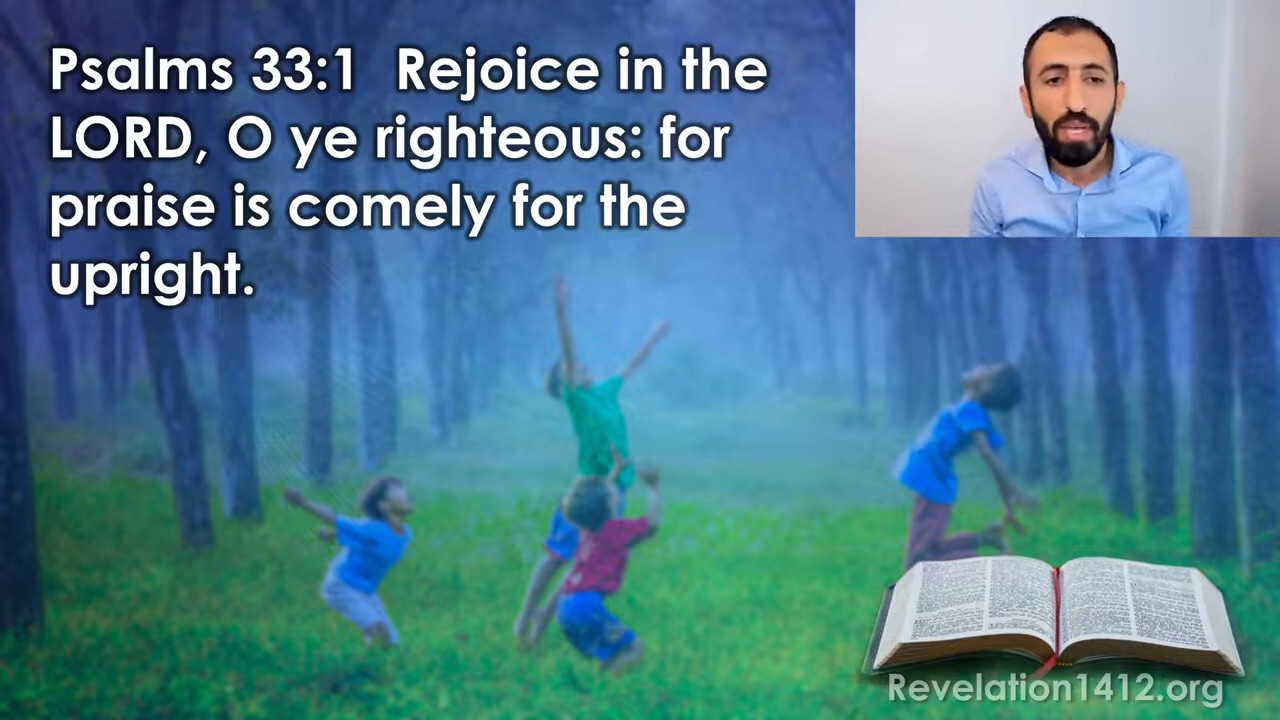 Psalms 33:1  Rejoice in the
LORD, O ye righteous: for
praise is comely for the
upright.
Revelation1412.org